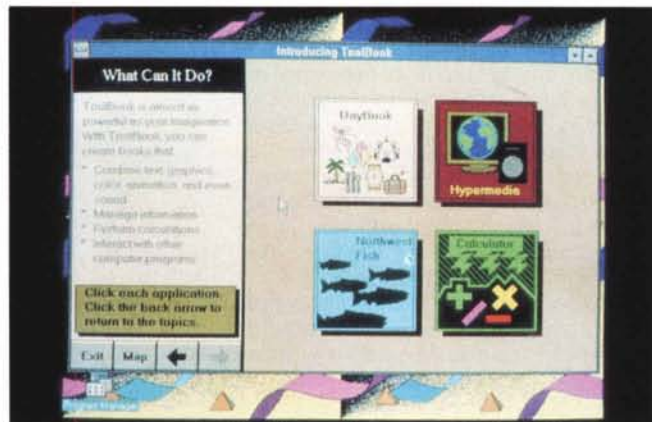 Introducing ToolBook
What Can It Do?
ToolBook is almost as
powerful as your imagination.
With ToolBook, you can
create books that:
* Combine text, graphics,
color, animation, and even
sound
* Manage information
* Perform calculations
* Interact with other
computer programs
Click each application.
Click the back arrow to
return to the topics.
Exit Map
DayBook
Hypermedia
Northwest
Fish
Calculator
Program Manager